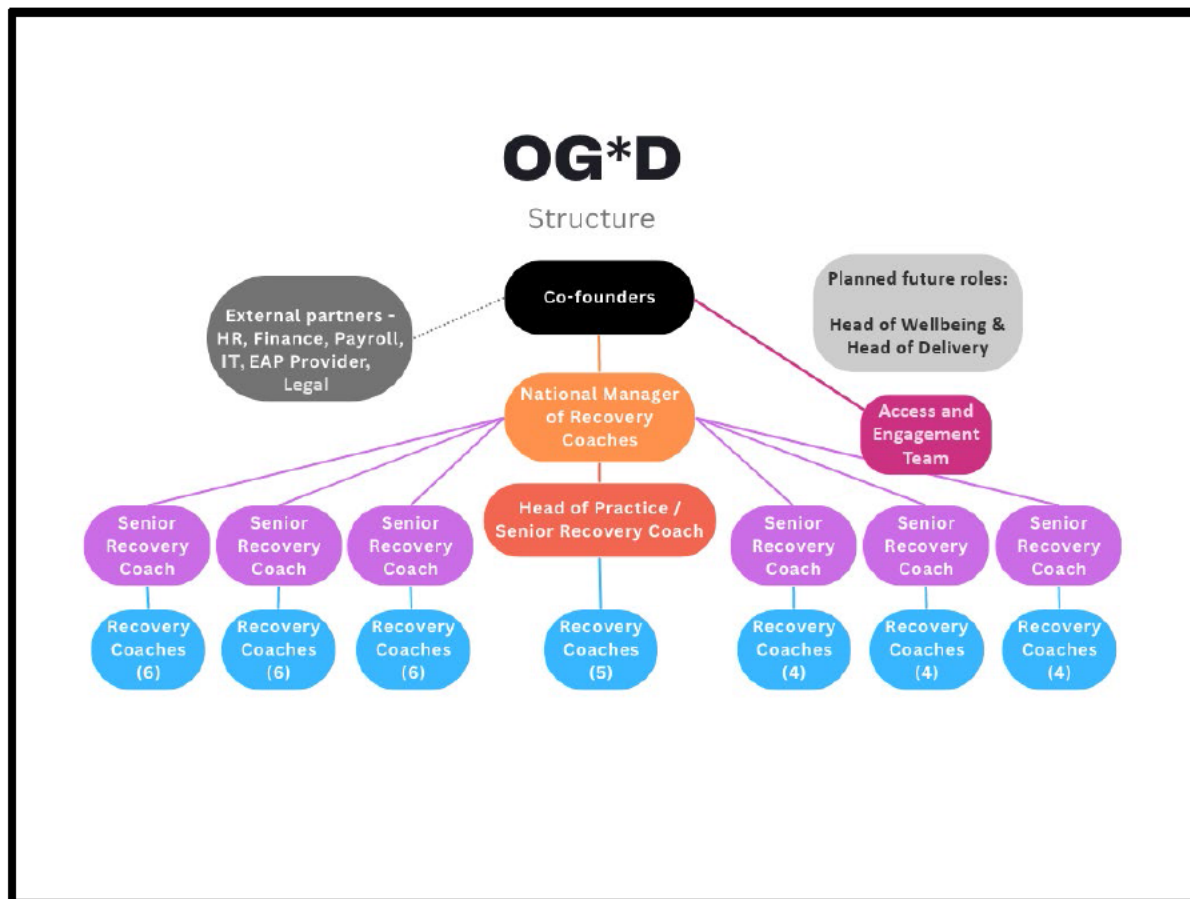 OG*D
Structure
Co-founders
External partners -
HR, Finance, Payroll,
IT, EAP Provider,
Legal
Planned future roles:
Head of Wellbeing &
Head of Delivery
National Manager
of Recovery
Coaches
Access and
Engagement
Team
Senior
Recovery
Coach
Senior
Recovery
Coach
Senior
Recovery
Coach
Head of Practice /
Senior Recovery Coach
Senior
Recovery
Coach
Senior
Recovery
Coach
Senior
Recovery
Coach
Recovery
Coaches
(6)
Recovery
Coaches
(6)
Recovery
Coaches
(6)
Recovery
Coaches
(5)
Recovery
Coaches
(4)
Recovery
Coaches
(4)
Recovery
Coaches
(4)